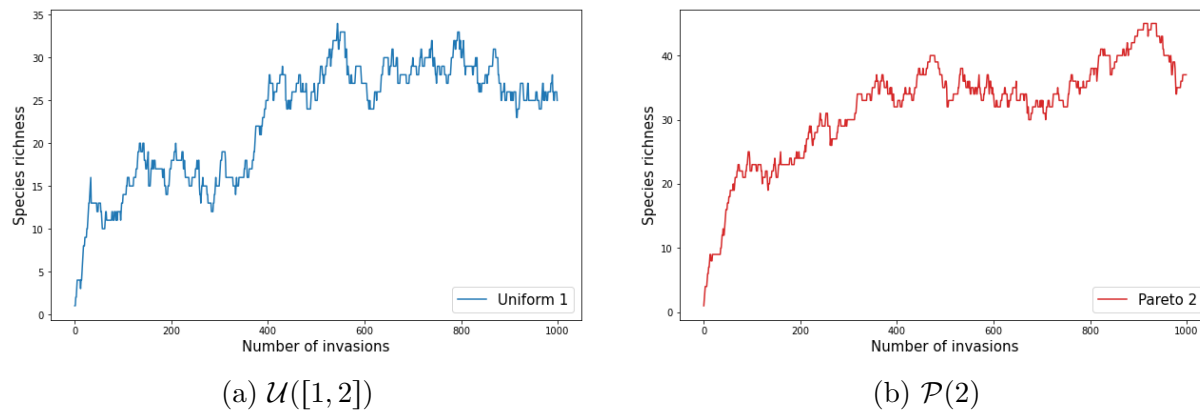 35
30
25
20
15
10
5
0
Species richness
0 200 400 600 800 1000
Number of invasions
Uniform 1
(a) 𝒰([1, 2])
40
30
20
10
0
Species richness
0 200 400 600 800 1000
Number of invasions
Pareto 2
(b) 𝒫(2)